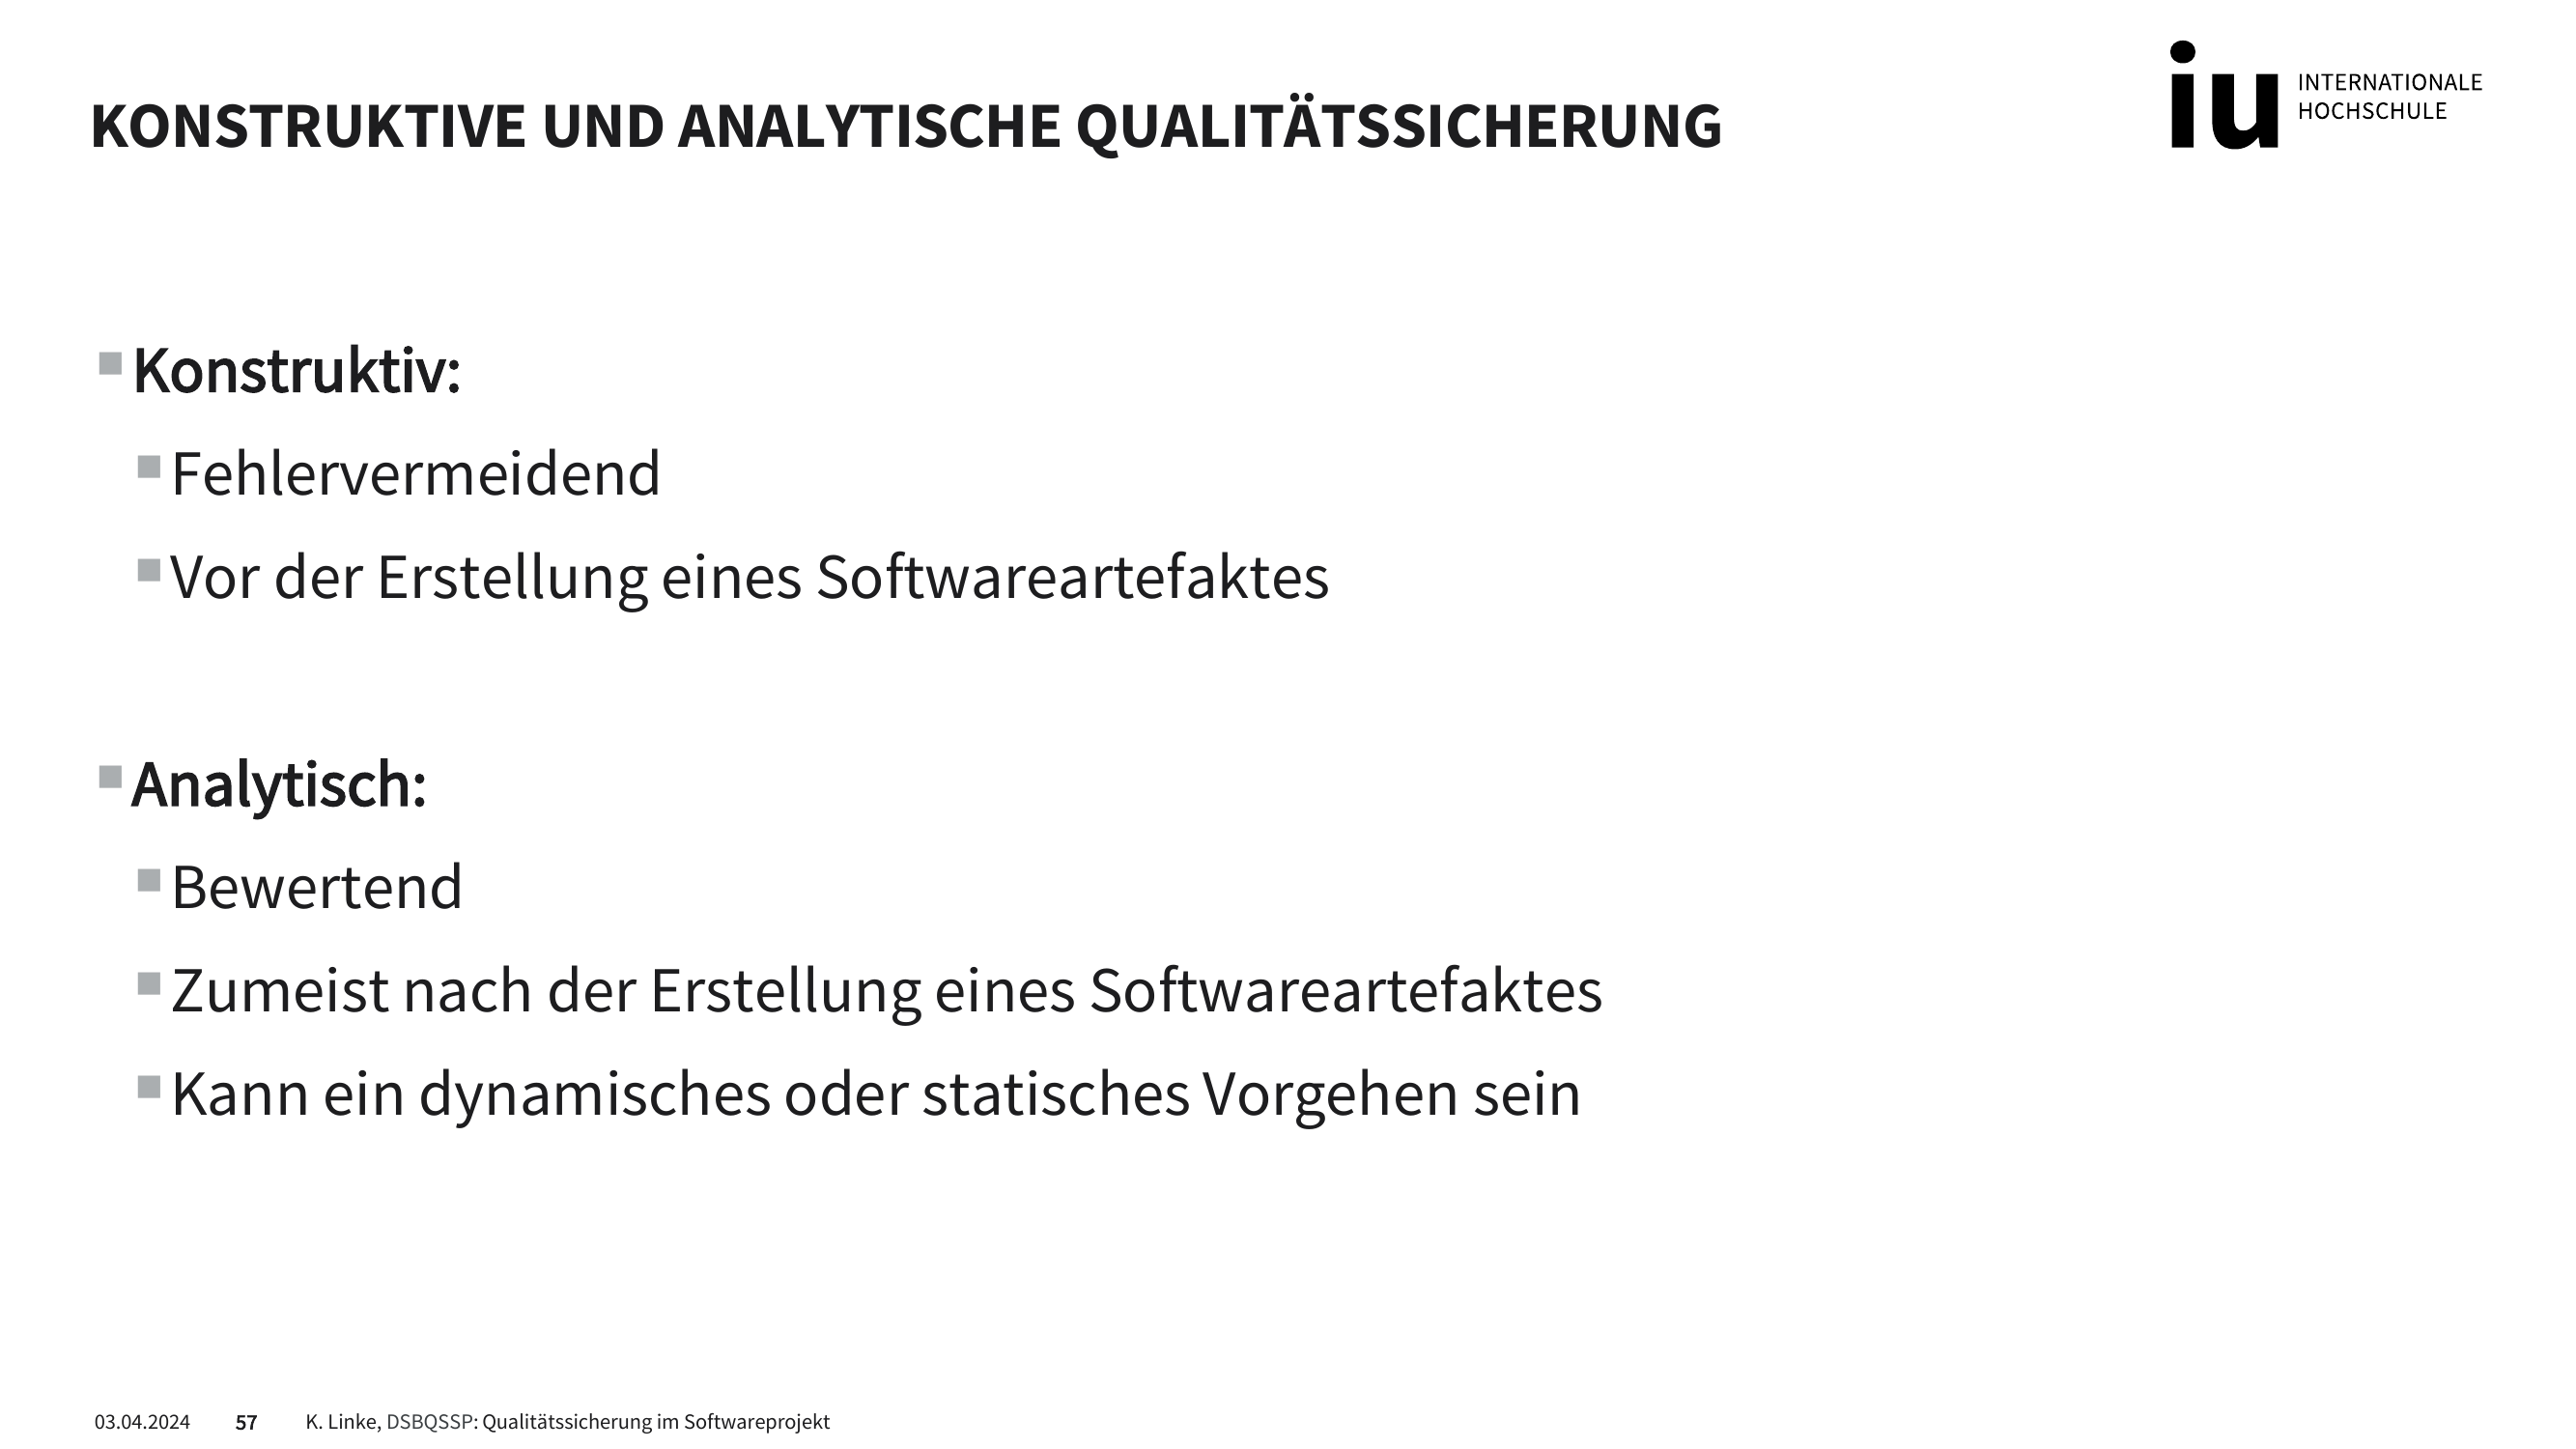 KONSTRUKTIVE UND ANALYTISCHE QUALITÄTSSICHERUNG
iu INTERNATIONALE
HOCHSCHULE
Konstruktiv:
Fehlervermeidend
Vor der Erstellung eines Softwareartefaktes
Analytisch:
Bewertend
Zumeist nach der Erstellung eines Softwareartefaktes
Kann ein dynamisches oder statisches Vorgehen sein
03.04.2024 57 K. Linke, DSBQSSP: Qualitätssicherung im Softwareprojekt